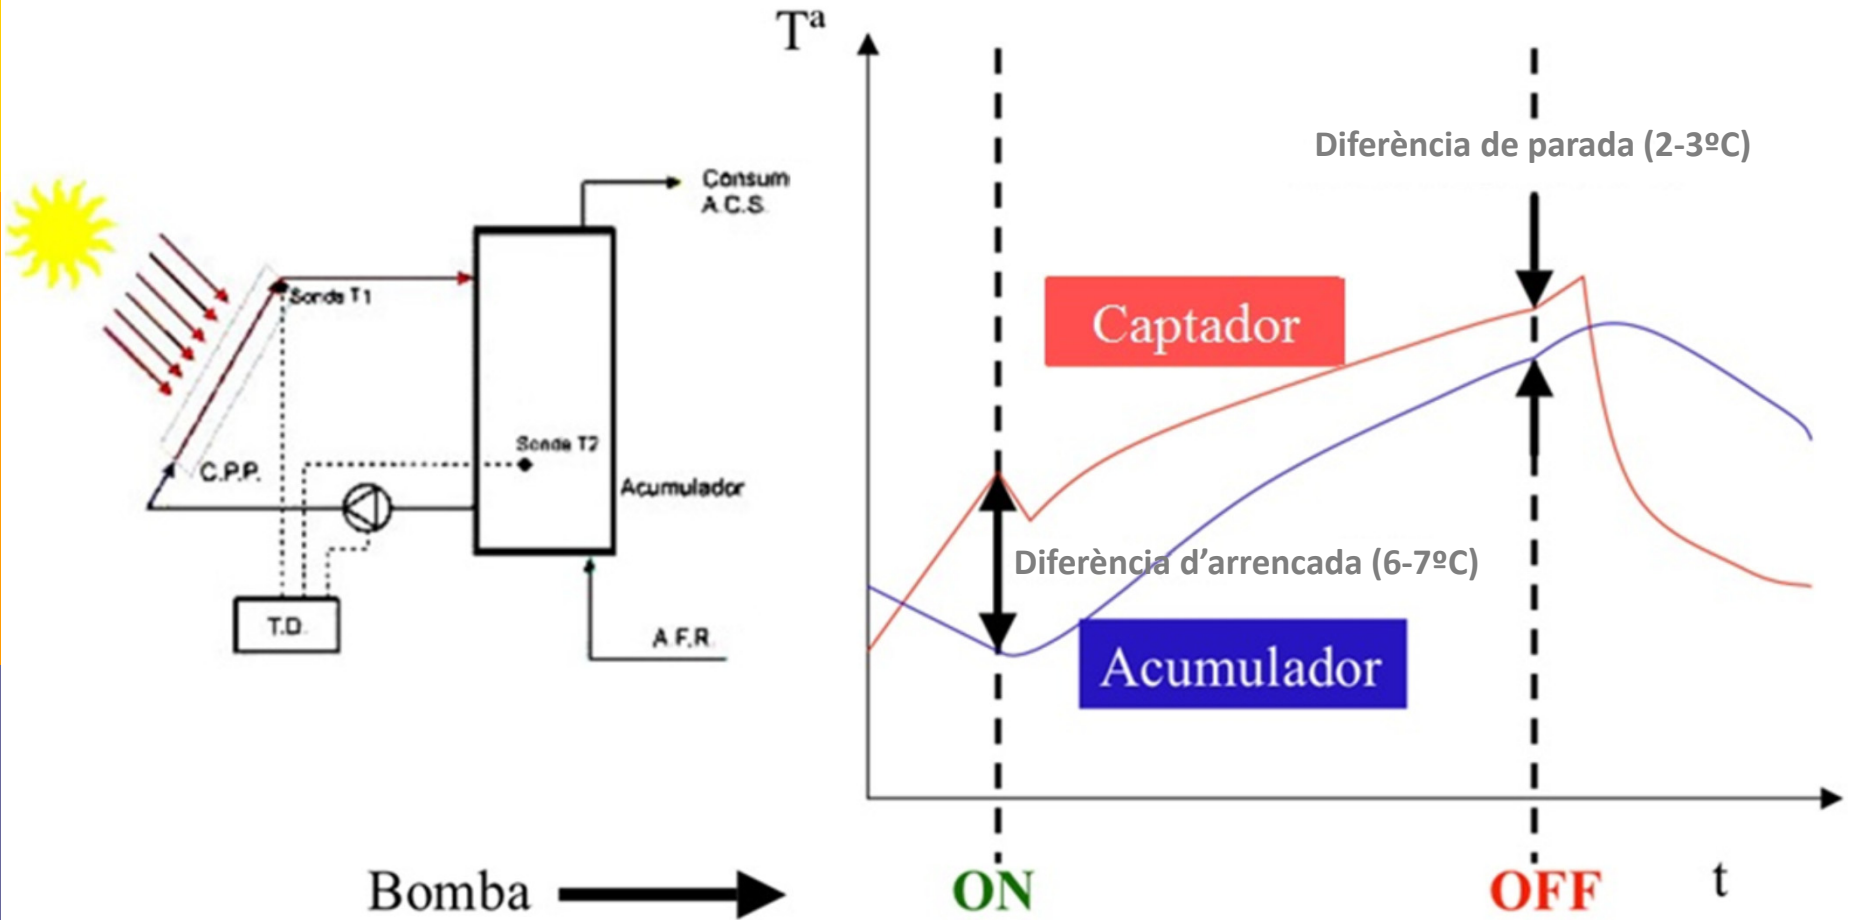 Consum
A.C.S.
Sonda T1
C.P.P.
Sonda T2
Acumulador
T.D.
A.F.R.
Tª
Diferència de parada (2-3ºC)
Captador
Diferència d’arrencada (6-7ºC)
Acumulador
Bomba
ON
OFF
t